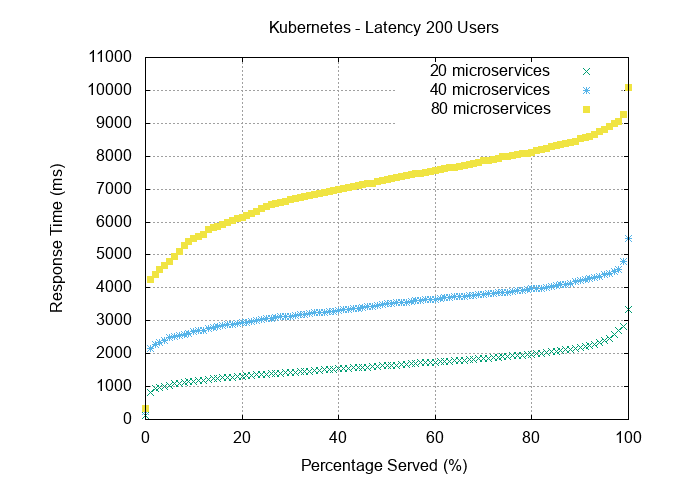 Kubernetes - Latency 200 Users
11000
10000
9000
8000
7000
6000
5000
4000
3000
2000
1000
0
Response Time (ms)
20 microservices
40 microservices
80 microservices
0 20 40 60 80 100
Percentage Served (%)